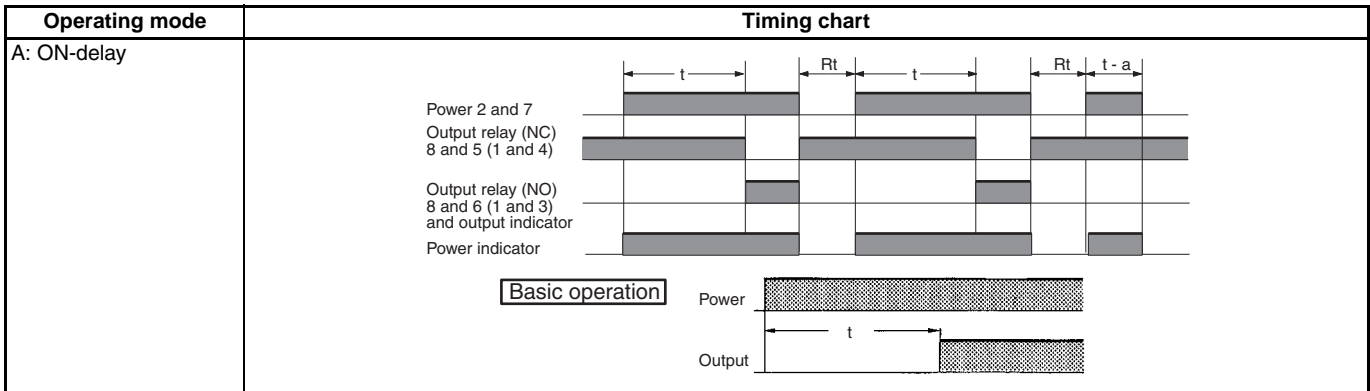 Operating mode
Timing chart
A: ON-delay
t
Rt
t
Rt
t - a
Power 2 and 7
Output relay (NC)
8 and 5 (1 and 4)
Output relay (NO)
8 and 6 (1 and 3)
and output indicator
Power indicator
Basic operation
Power
t
Output